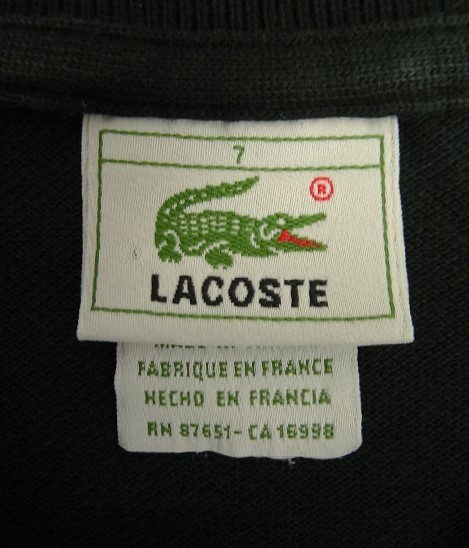 7
®
LACOSTE
FABRIQUE EN FRANCE
HECHO EN FRANCIA
RN 87651-CA 16998